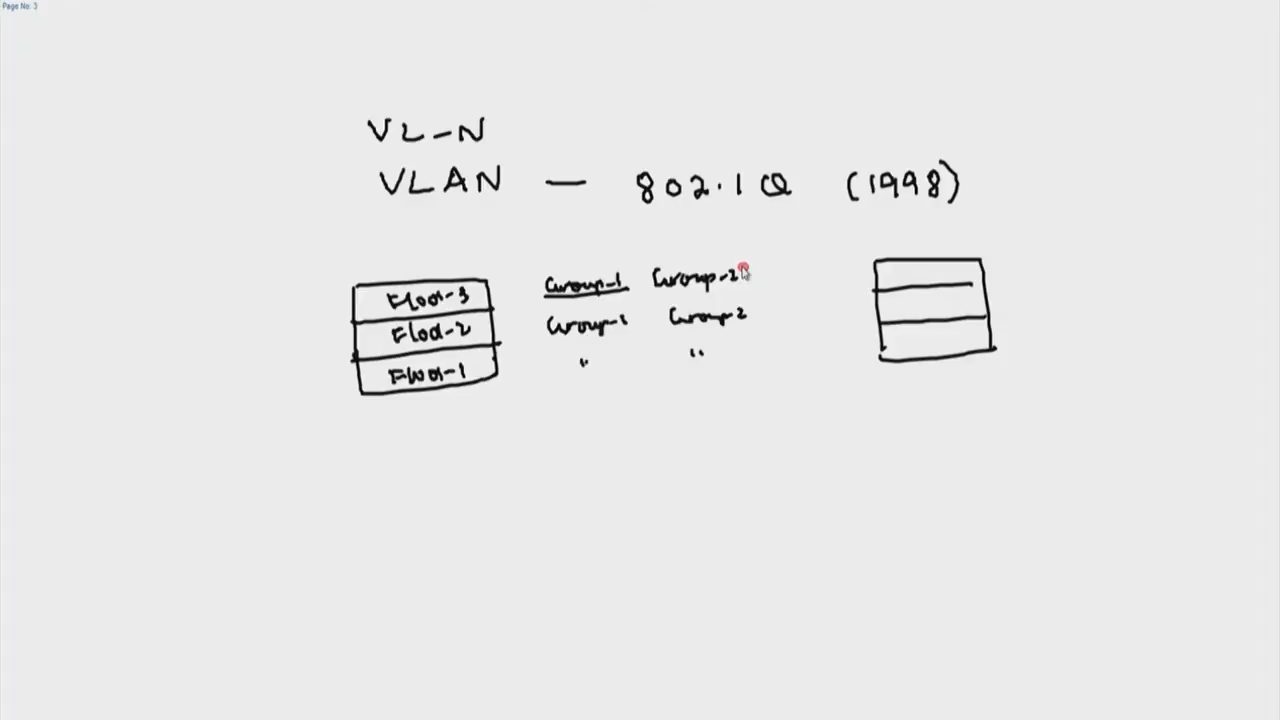 Page No: 3
VL-N
VLAN — 802.1Q (1998)
Floor-3 Group-1 Group-2
Floor-2 Group-1 Group-2
Floor-1 " "